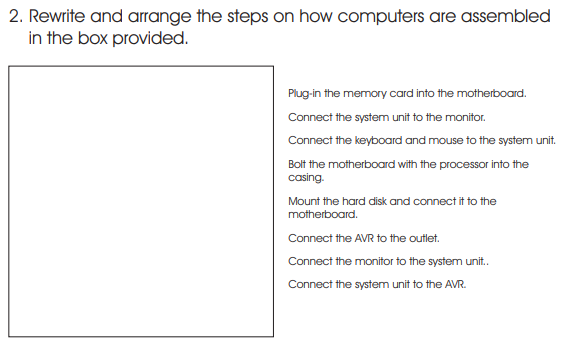 2. Rewrite and arrange the steps on how computers are assembled
in the box provided.
Plug-in the memory card into the motherboard.
Connect the system unit to the monitor.
Connect the keyboard and mouse to the system unit.
Bolt the motherboard with the processor into the
casing.
Mount the hard disk and connect it to the
motherboard.
Connect the AVR to the outlet.
Connect the monitor to the system unit..
Connect the system unit to the AVR.